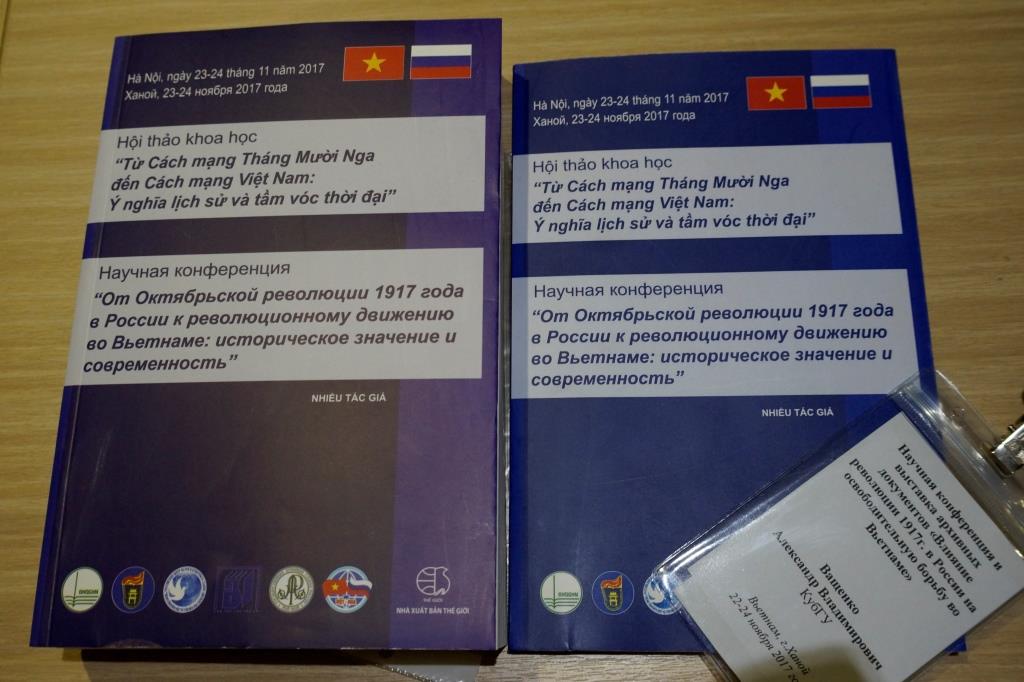 Hà Nội, ngày 23-24 tháng 11 năm 2017
Ханой, 23-24 ноября 2017 года
Hội thảo khoa học
“Từ Cách mạng Tháng Mười Nga
đến Cách mạng Việt Nam:
Ý nghĩa lịch sử và tầm vóc thời đại”
Научная конференция
“От Октябрьской революции 1917 года
в России к революционному движению
во Вьетнаме: историческое значение и
современность”
NHIỀU TÁC GIẢ
THẾ GIỚI
NHÀ XUẤT BẢN THẾ GIỚI
Hà Nội, ngày 23-24 tháng 11 năm 2017
Ханой, 23-24 ноября 2017 года
Hội thảo khoa học
“Từ Cách mạng Tháng Mười Nga
đến Cách mạng Việt Nam:
Ý nghĩa lịch sử và tầm vóc thời đại”
Научная конференция
“От Октябрьской революции 1917 года
в России к революционному движению
во Вьетнаме: историческое значение и
современность”
NHIỀU TÁC GIẢ
Научная конференция и
выставка архивных
документов «Влияние
революции 1917г. в России на
освободительную борьбу во
Вьетнаме»
Ващенко
Александр Владимирович
КубГУ
Вьетнам, г.Ханой
22-24 ноября 2017